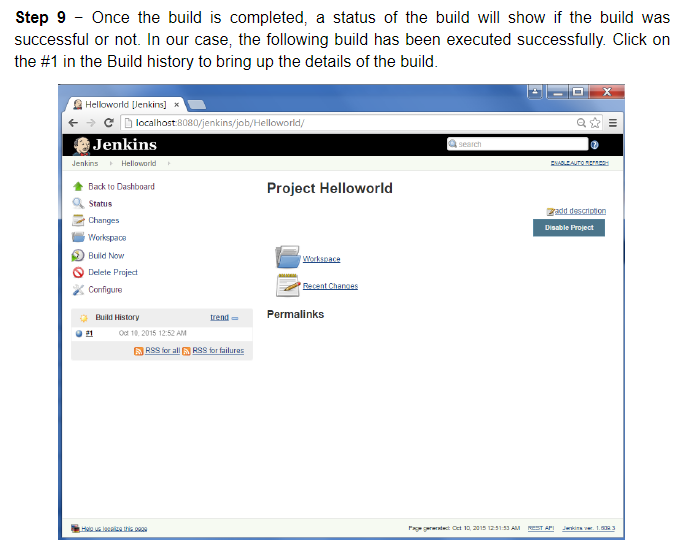 Step 9 − Once the build is completed, a status of the build will show if the build was
successful or not. In our case, the following build has been executed successfully. Click on
the #1 in the Build history to bring up the details of the build.
Helloworld [Jenkins] ×
localhost:8080/jenkins/job/Helloworld/
Jenkins
search
Jenkins Helloworld
ENABLE AUTO REFRESH
Back to Dashboard
Status
Changes
Workspace
Build Now
Delete Project
Configure
Project Helloworld
add description
Disable Project
Workspace
Recent Changes
Permalinks
Build History trend
#1 Oct 10, 2015 12:52 AM
RSS for all RSS for failures
Help us localize this page
Page generated: Oct 10, 2015 12:51:53 AM REST API Jenkins ver. 1.609.3